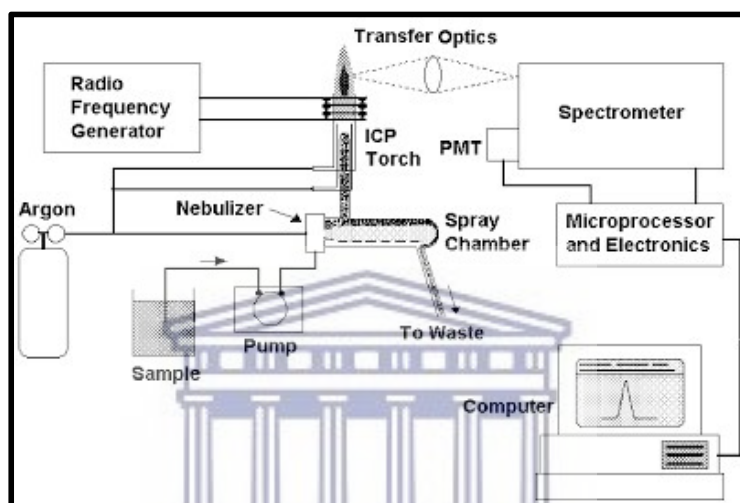 Transfer Optics
Radio
Frequency
Generator
ICP
Torch
Spectrometer
PMT
Argon
Nebulizer
Spray
Chamber
Microprocessor
and Electronics
To Waste
Pump
Sample
Computer